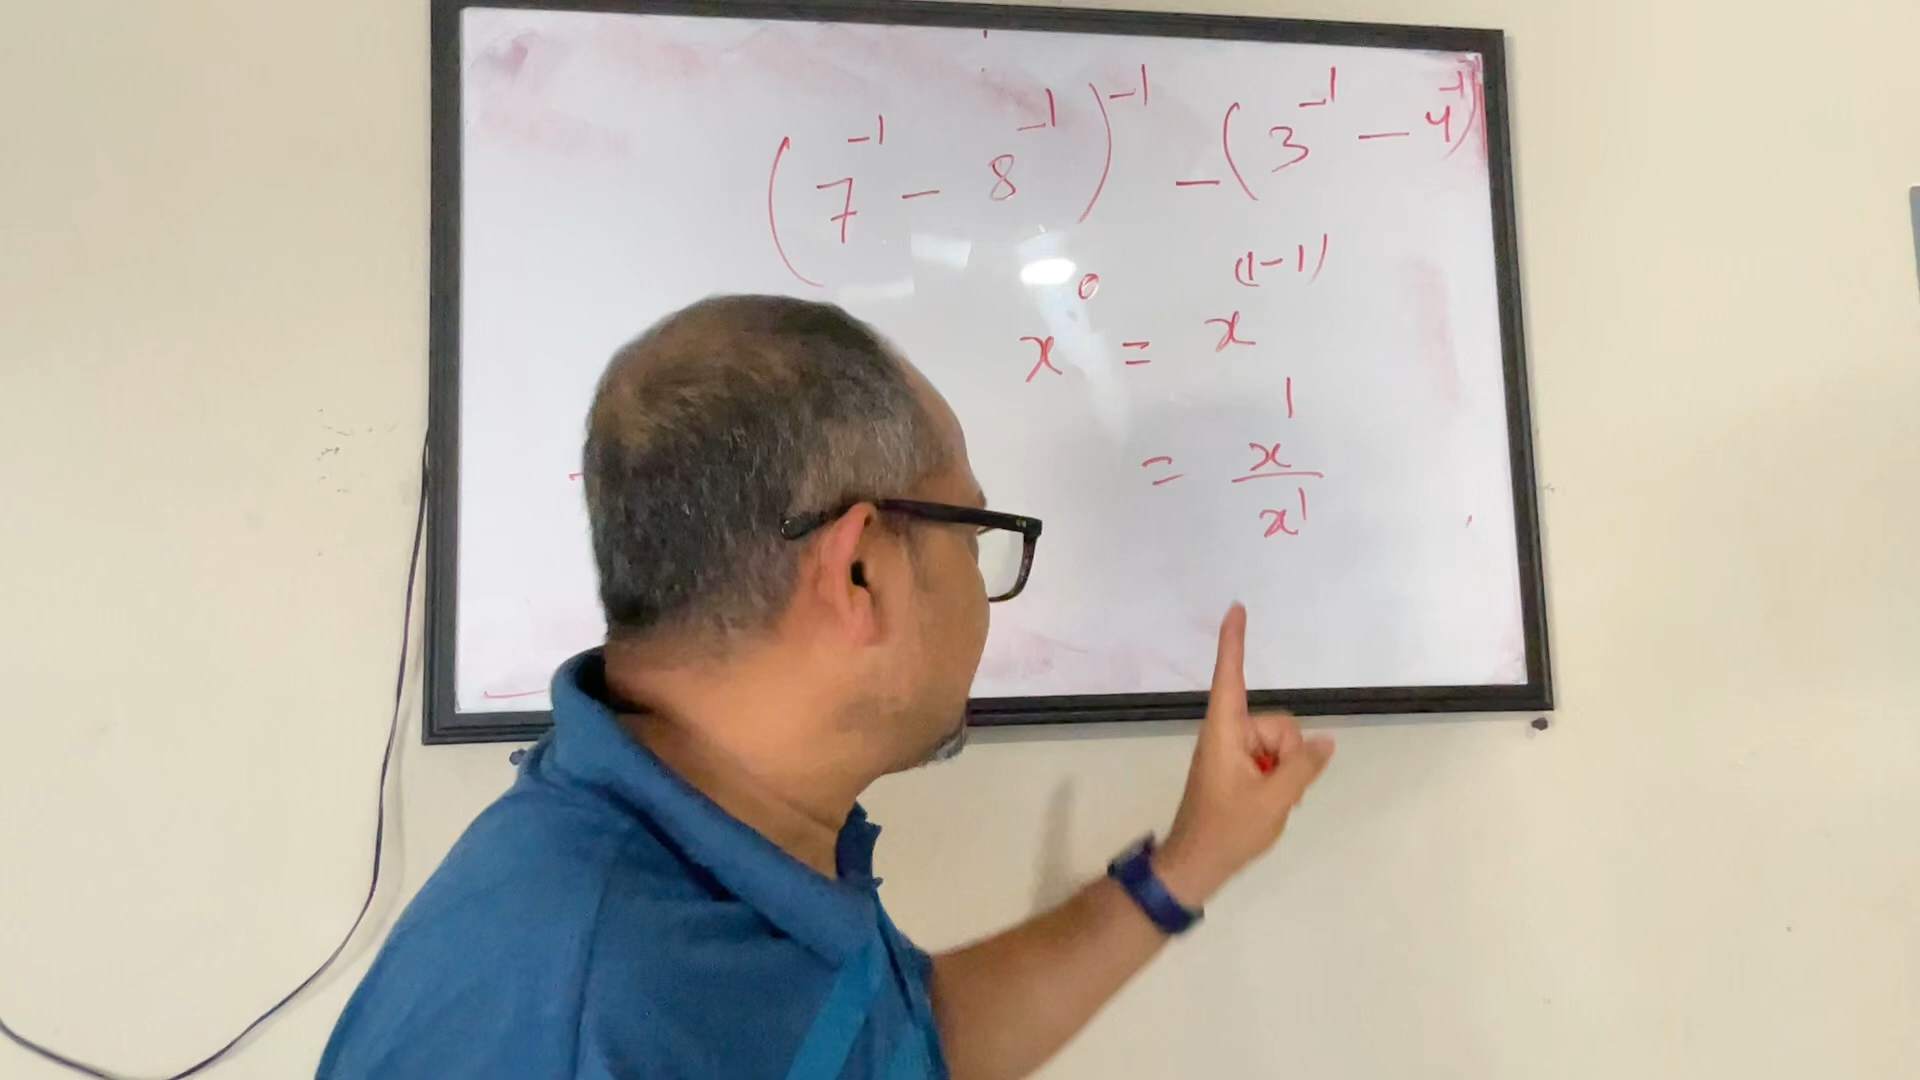 (7⁻¹ - 8⁻¹)⁻¹ - (3⁻¹ - 4⁻¹)
x⁰ = x⁽¹⁻¹⁾
= x¹/x¹